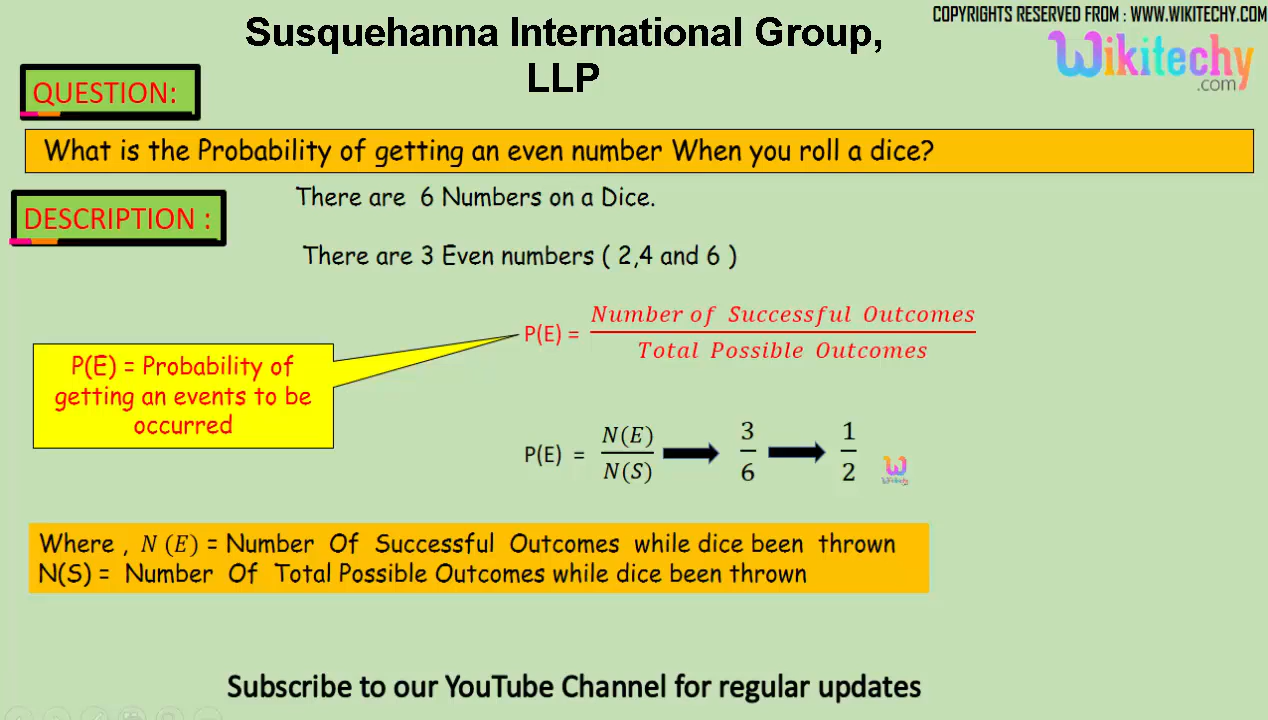 COPYRIGHTS RESERVED FROM : WWW.WIKITECHY.COM
Susquehanna International Group,
LLP
Wikitechy
.com
QUESTION:
What is the Probability of getting an even number When you roll a dice?
DESCRIPTION :
There are 6 Numbers on a Dice.
There are 3 Even numbers ( 2,4 and 6 )
P(E) = Number of Successful Outcomes
Total Possible Outcomes
P(E) = Probability of
getting an events to be
occurred
P(E) = N(E) 3 1
N(S) 6 2
Wikitechy
Where , N (E) = Number Of Successful Outcomes while dice been thrown
N(S) = Number Of Total Possible Outcomes while dice been thrown
Subscribe to our YouTube Channel for regular updates